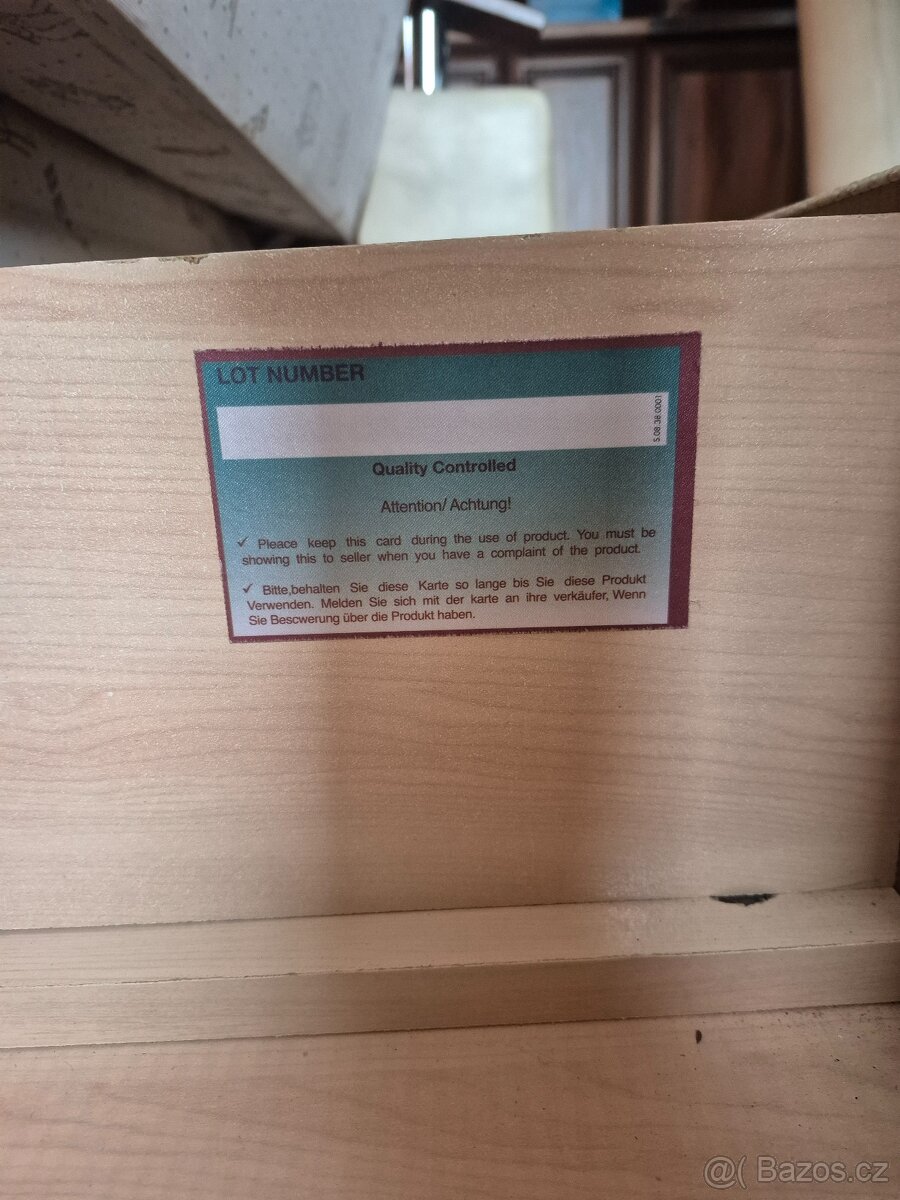 LOT NUMBER
5.08.38.0001
Quality Controlled
Attention/ Achtung!
✓ Pleace keep this card during the use of product. You must be
showing this to seller when you have a complaint of the product.
✓ Bitte,behalten Sie diese Karte so lange bis Sie diese Produkt
Verwenden. Melden Sie sich mit der karte an ihre verkäufer, Wenn
Sie Bescwerung über die Produkt haben.
@( Bazos.cz